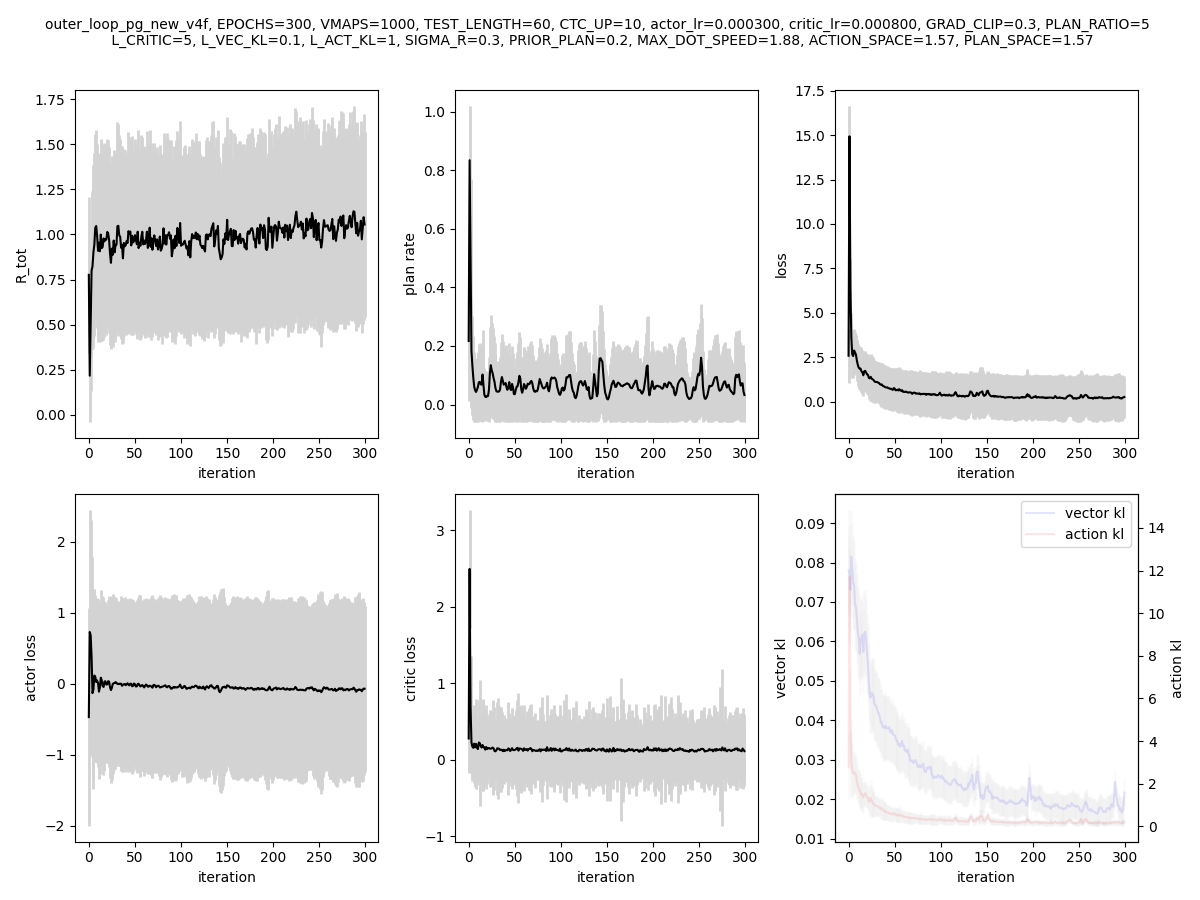 outer_loop_pg_new_v4f, EPOCHS=300, VMAPS=1000, TEST_LENGTH=60, CTC_UP=10, actor_lr=0.000300, critic_lr=0.000800, GRAD_CLIP=0.3, PLAN_RATIO=5
L_CRITIC=5, L_VEC_KL=0.1, L_ACT_KL=1, SIGMA_R=0.3, PRIOR_PLAN=0.2, MAX_DOT_SPEED=1.88, ACTION_SPACE=1.57, PLAN_SPACE=1.57
R_tot
1.75
1.50
1.25
1.00
0.75
0.50
0.25
0.00
0 50 100 150 200 250 300
iteration
plan rate
1.0
0.8
0.6
0.4
0.2
0.0
0 50 100 150 200 250 300
iteration
loss
17.5
15.0
12.5
10.0
7.5
5.0
2.5
0.0
0 50 100 150 200 250 300
iteration
actor loss
2
1
0
−1
−2
0 50 100 150 200 250 300
iteration
critic loss
3
2
1
0
−1
0 50 100 150 200 250 300
iteration
vector kl
0.09
0.08
0.07
0.06
0.05
0.04
0.03
0.02
0.01
vector kl
action kl
0 50 100 150 200 250 300
iteration
14
12
10
8
6
4
2
0
action kl